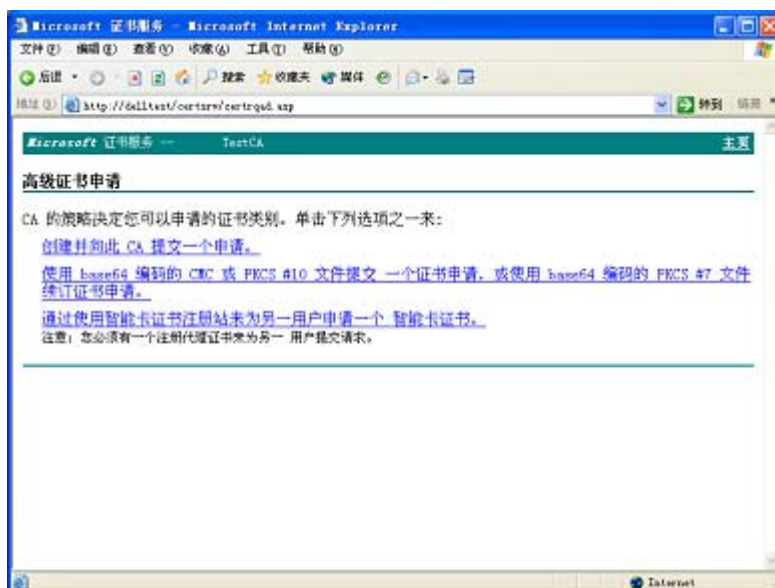 Microsoft 证书服务 - Microsoft Internet Explorer
文件(F) 编辑(E) 查看(V) 收藏(A) 工具(T) 帮助(H)
后退 搜索 收藏夹 媒体
地址(D) http://delltest/certsrv/certrqad.asp 转到 链接
Microsoft 证书服务 -- TestCA 主页
高级证书申请
CA 的策略决定您可以申请的证书类别。单击下列选项之一来:
创建并向此 CA 提交一个申请。
使用 base64 编码的 CMC 或 PKCS #10 文件提交 一个证书申请，或使用 base64 编码的 PKCS #7 文件
续订证书申请。
通过使用智能卡证书注册站来为另一用户申请一个 智能卡证书。
注意: 您必须有一个注册代理证书来为另一 用户提交请求。
Internet